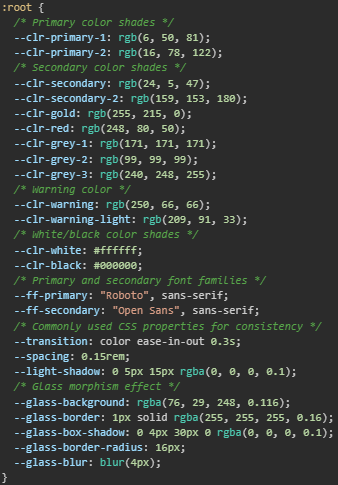 :root {
/* Primary color shades */
--clr-primary-1: rgb(6, 50, 81);
--clr-primary-2: rgb(16, 78, 122);
/* Secondary color shades */
--clr-secondary: rgb(24, 5, 47);
--clr-secondary-2: rgb(159, 153, 180);
--clr-gold: rgb(255, 215, 0);
--clr-red: rgb(248, 80, 50);
--clr-grey-1: rgb(171, 171, 171);
--clr-grey-2: rgb(99, 99, 99);
--clr-grey-3: rgb(240, 248, 255);
/* Warning color */
--clr-warning: rgb(250, 66, 66);
--clr-warning-light: rgb(209, 91, 33);
/* White/black color shades */
--clr-white: #ffffff;
--clr-black: #000000;
/* Primary and secondary font families */
--ff-primary: "Roboto", sans-serif;
--ff-secondary: "Open Sans", sans-serif;
/* Commonly used CSS properties for consistency */
--transition: color ease-in-out 0.3s;
--spacing: 0.15rem;
--light-shadow: 0 5px 15px rgba(0, 0, 0, 0.1);
/* Glass morphism effect */
--glass-background: rgba(76, 29, 248, 0.116);
--glass-border: 1px solid rgba(255, 255, 255, 0.16);
--glass-box-shadow: 0 4px 30px 0 rgba(0, 0, 0, 0.1);
--glass-border-radius: 16px;
--glass-blur: blur(4px);
}